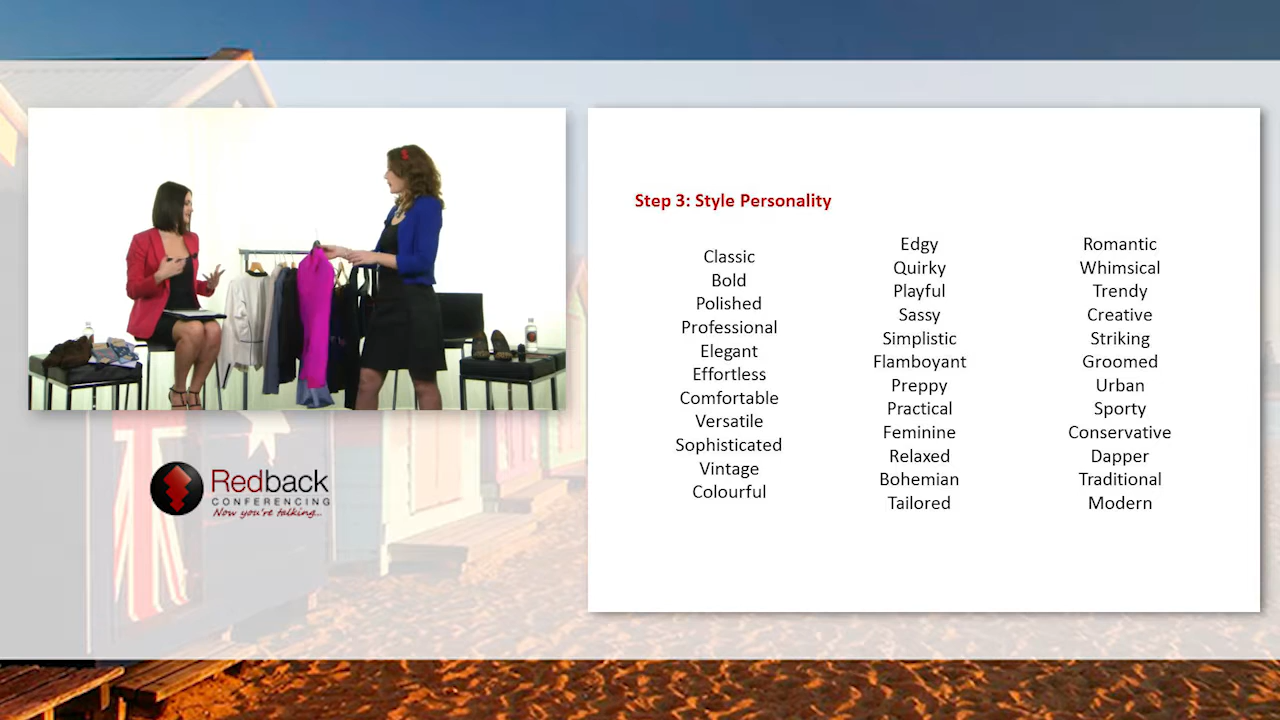 Step 3: Style Personality
Classic
Bold
Polished
Professional
Elegant
Effortless
Comfortable
Versatile
Sophisticated
Vintage
Colourful
Edgy
Quirky
Playful
Sassy
Simplistic
Flamboyant
Preppy
Practical
Feminine
Relaxed
Bohemian
Tailored
Romantic
Whimsical
Trendy
Creative
Striking
Groomed
Urban
Sporty
Conservative
Dapper
Traditional
Modern
Redback
CONFERENCING
Now you're talking...